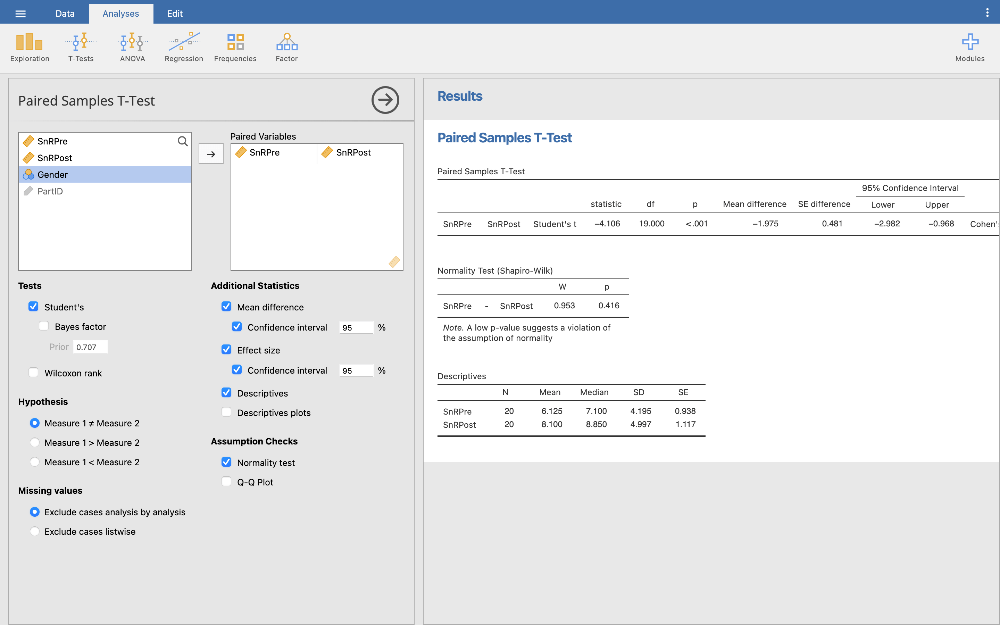 Data Analyses Edit
Exploration T-Tests ANOVA Regression Frequencies Factor Modules
Paired Samples T-Test
SnRPre
SnRPost
Gender
PartID
Paired Variables
SnRPre SnRPost
Tests
Student's
Bayes factor
Prior 0.707
Wilcoxon rank
Hypothesis
Measure 1 ≠ Measure 2
Measure 1 > Measure 2
Measure 1 < Measure 2
Missing values
Exclude cases analysis by analysis
Exclude cases listwise
Additional Statistics
Mean difference
Confidence interval 95 %
Effect size
Confidence interval 95 %
Descriptives
Descriptives plots
Assumption Checks
Normality test
Q-Q Plot
Results
Paired Samples T-Test
Paired Samples T-Test
95% Confidence Interval
statistic df p Mean difference SE difference Lower Upper
SnRPre SnRPost Student's t −4.106 19.000 <.001 −1.975 0.481 −2.982 −0.968 Cohen's
Normality Test (Shapiro-Wilk)
W p
SnRPre - SnRPost 0.953 0.416
Note. A low p-value suggests a violation of
the assumption of normality
Descriptives
N Mean Median SD SE
SnRPre 20 6.125 7.100 4.195 0.938
SnRPost 20 8.100 8.850 4.997 1.117